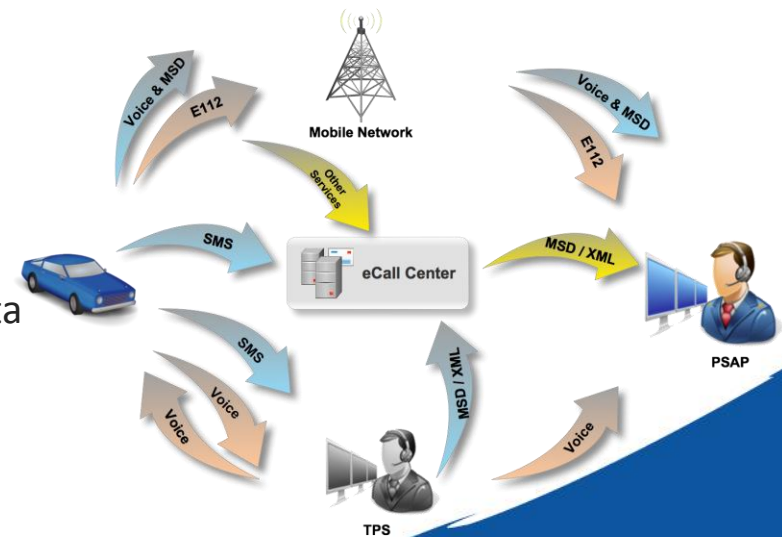 Voice & MSD
E112
Mobile Network
Voice & MSD
E112
Other
Services
SMS
eCall Center
MSD / XML
PSAP
ta
SMS
Voice
Voice
MSD / XML
Voice
TPS